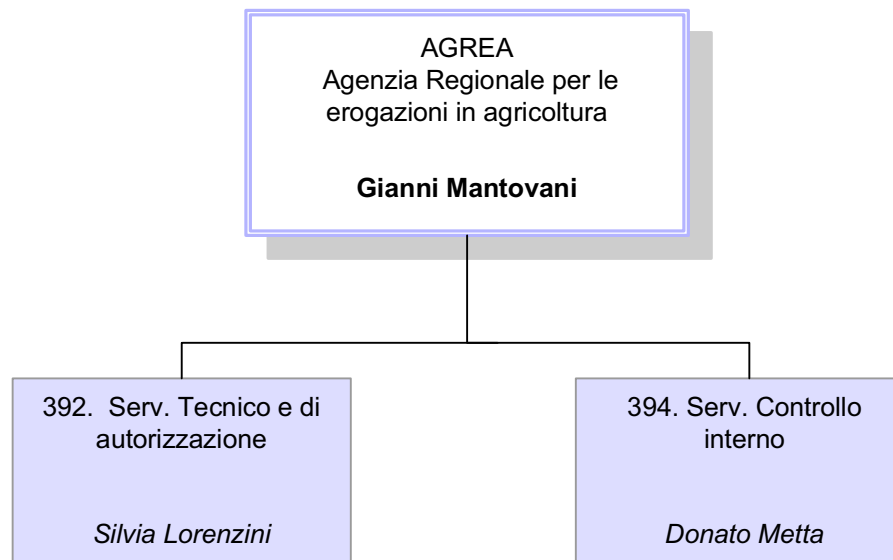 AGREA
Agenzia Regionale per le
erogazioni in agricoltura
Gianni Mantovani
392. Serv. Tecnico e di
autorizzazione
Silvia Lorenzini
394. Serv. Controllo
interno
Donato Metta